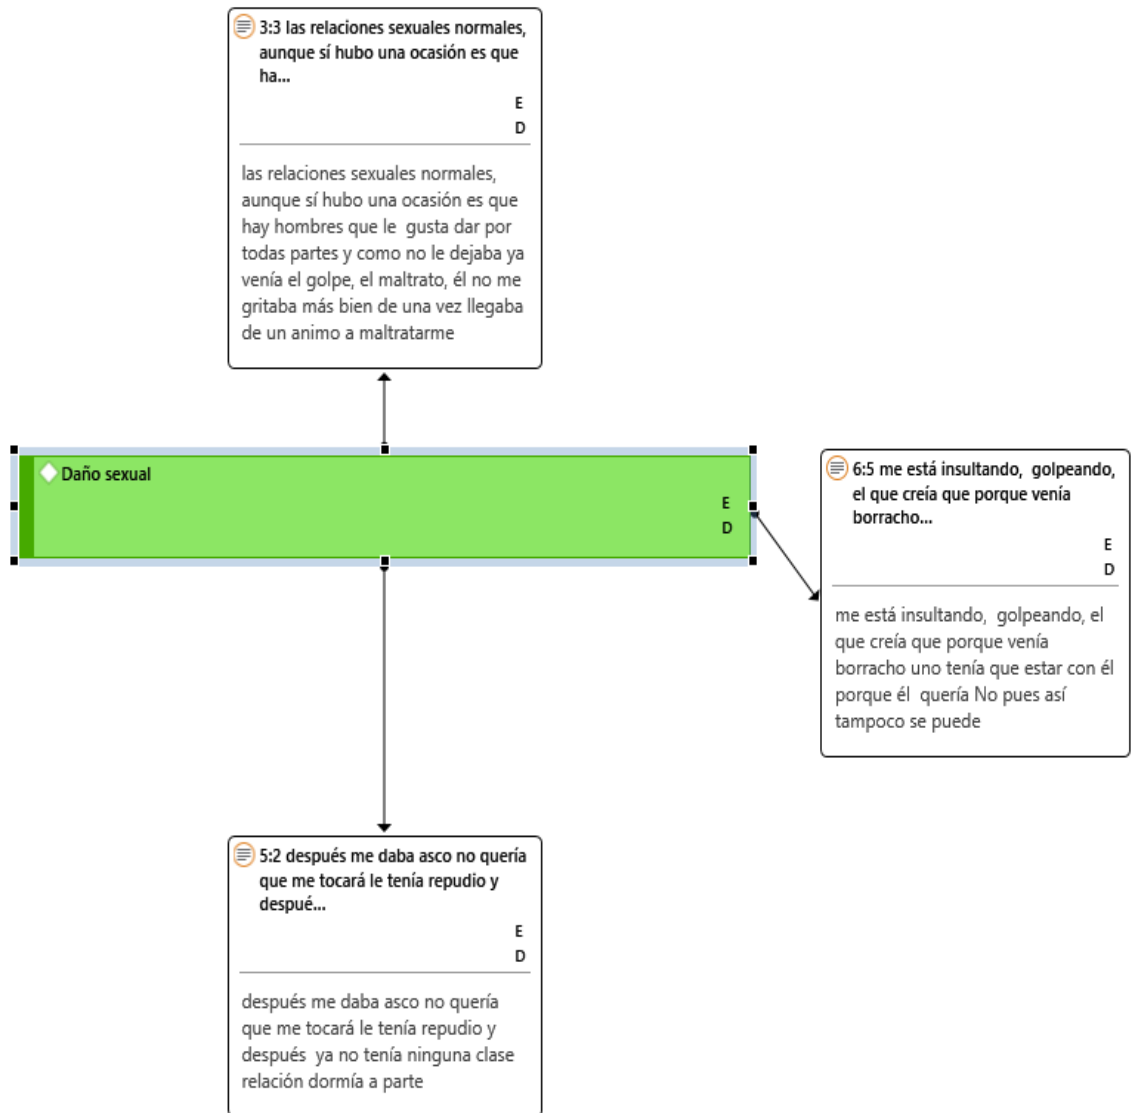 3:3 las relaciones sexuales normales,
aunque sí hubo una ocasión es que
ha...
E
D
las relaciones sexuales normales,
aunque sí hubo una ocasión es que
hay hombres que le  gusta dar por
todas partes y como no le dejaba ya
venía el golpe, el maltrato, él no me
gritaba más bien de una vez llegaba
de un animo a maltratarme
Daño sexual
E
D
6:5 me está insultando,  golpeando,
el que creía que porque venía
borracho...
E
D
me está insultando,  golpeando, el
que creía que porque venía
borracho uno tenía que estar con él
porque él  quería No pues así
tampoco se puede
5:2 después me daba asco no quería
que me tocará le tenía repudio y
despué...
E
D
después me daba asco no quería
que me tocará le tenía repudio y
después  ya no tenía ninguna clase
relación dormía a parte